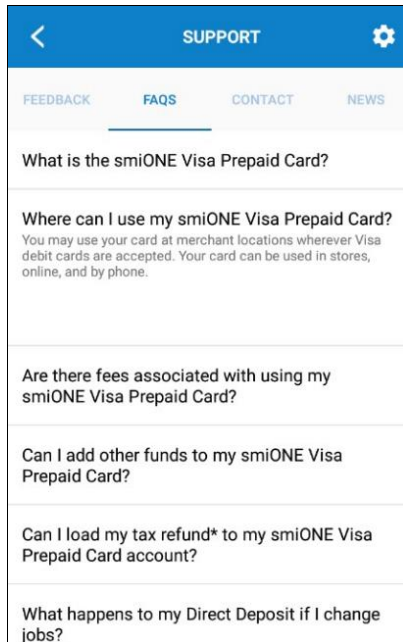 SUPPORT
FEEDBACK FAQS CONTACT NEWS
What is the smiONE Visa Prepaid Card?
Where can I use my smiONE Visa Prepaid Card?
You may use your card at merchant locations wherever Visa
debit cards are accepted. Your card can be used in stores,
online, and by phone.
Are there fees associated with using my
smiONE Visa Prepaid Card?
Can I add other funds to my smiONE Visa
Prepaid Card?
Can I load my tax refund* to my smiONE Visa
Prepaid Card account?
What happens to my Direct Deposit if I change
jobs?